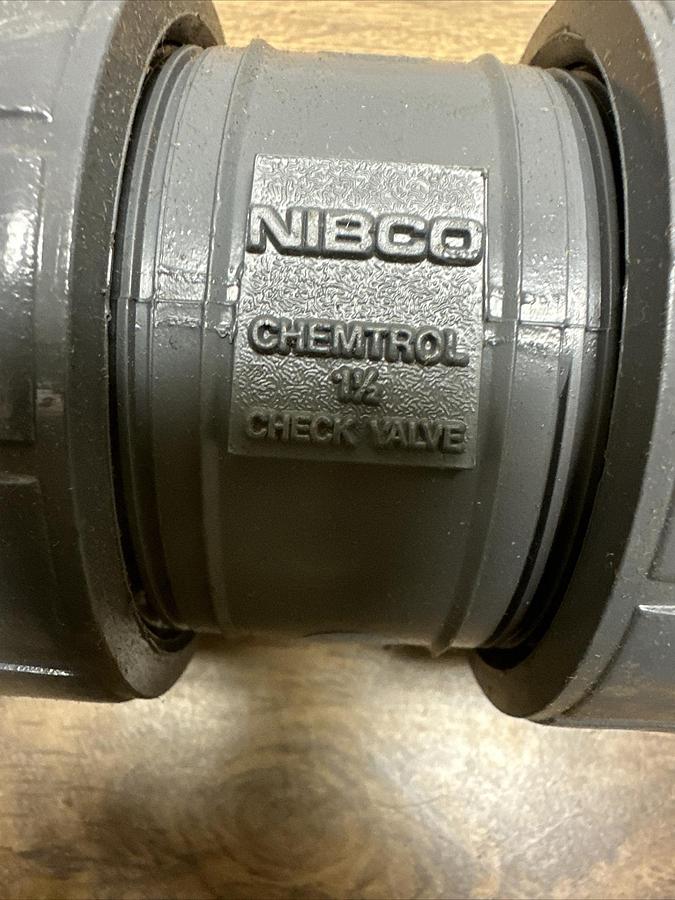 NIBCO
CHEMTROL
1½
CHECK VALVE